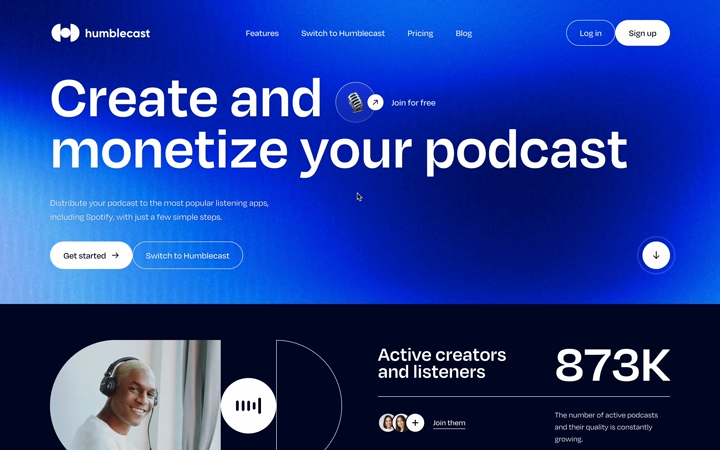 humblecast
Features
Switch to Humblecast
Pricing
Blog
Log in
Sign up
Create and
Join for free
monetize your podcast
Distribute your podcast to the most popular listening apps,
including Spotify, with just a few simple steps.
Get started
Switch to Humblecast
Active creators
and listeners
873K
Join them
The number of active podcasts
and their quality is constantly
growing.